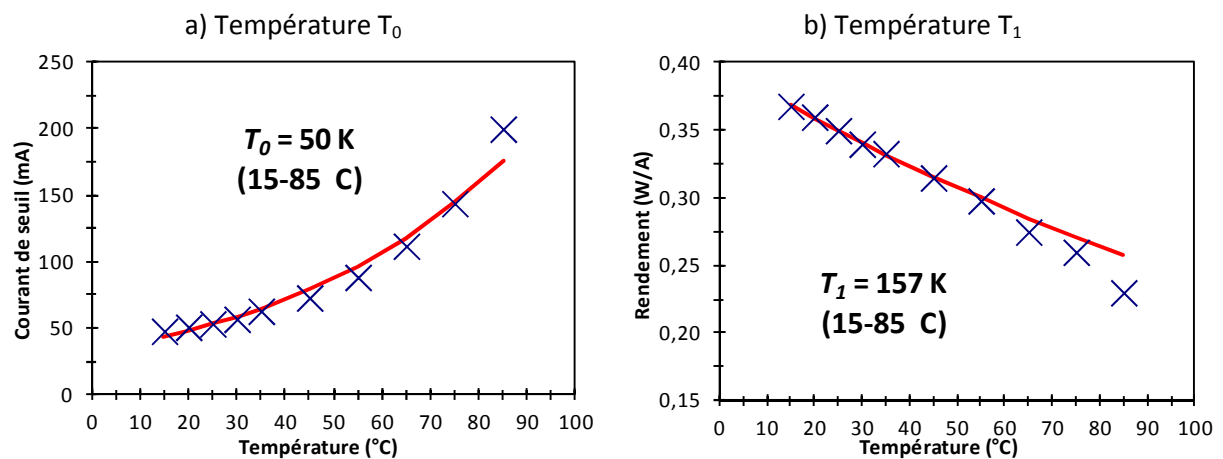 a) Température T0
250
200
150
100
50
0
Courant de seuil (mA)
T0 = 50 K
(15-85 C)
0 10 20 30 40 50 60 70 80 90 100
Température (°C)
b) Température T1
0,40
0,35
0,30
0,25
0,20
0,15
Rendement (W/A)
T1 = 157 K
(15-85 C)
0 10 20 30 40 50 60 70 80 90 100
Température (°C)